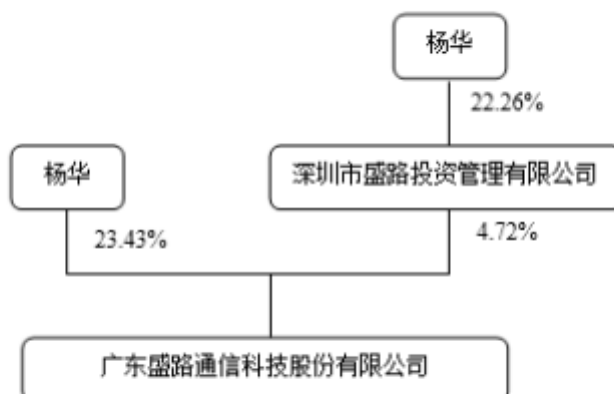 杨华
22.26%
杨华
深圳市盛路投资管理有限公司
23.43%
4.72%
广东盛路通信科技股份有限公司